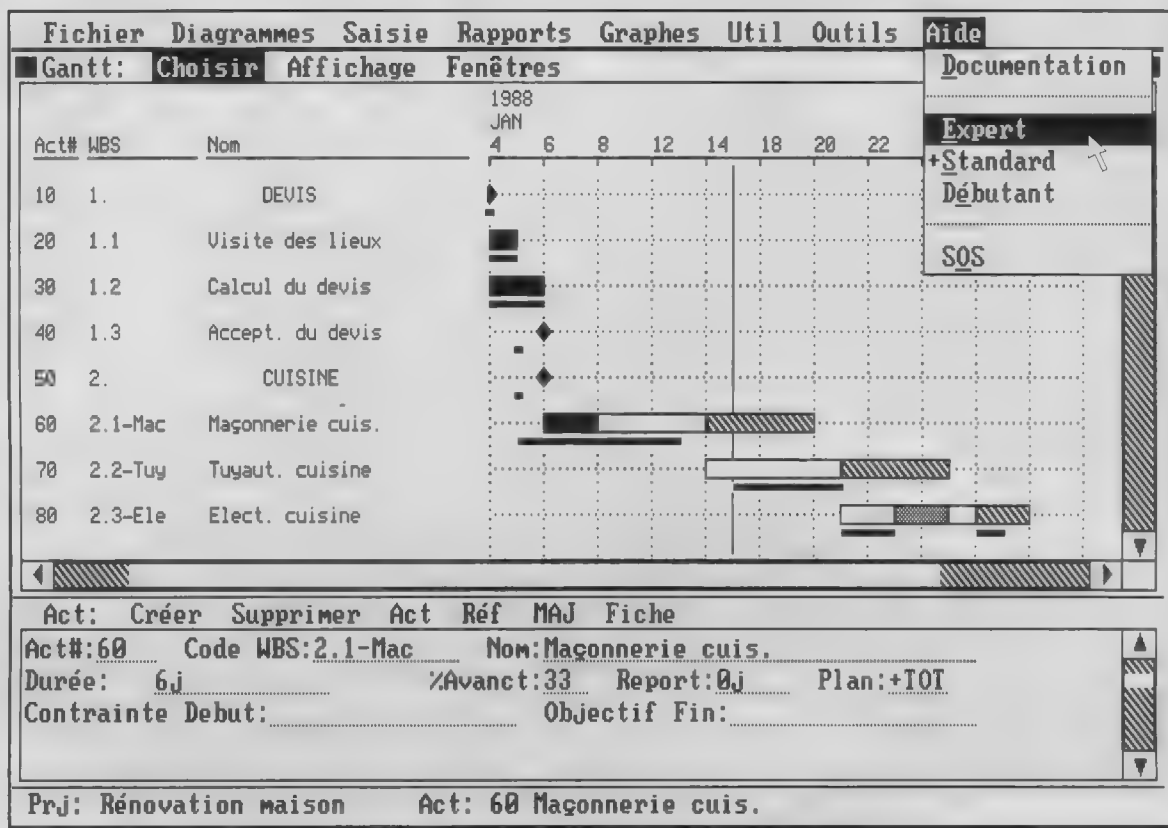 Fichier Diagrammes Saisie Rapports Graphes Util Outils Aide
Gantt: Choisir Affichage Fenêtres
Documentation
Expert
+Standard
Débutant
SOS
1988
JAN
Act# WBS Nom 4 6 8 12 14 18 20 22
10 1. DEVIS
20 1.1 Visite des lieux
30 1.2 Calcul du devis
40 1.3 Accept. du devis
50 2. CUISINE
60 2.1-Mac Maçonnerie cuis.
70 2.2-Tuy Tuyaut. cuisine
80 2.3-Ele Elect. cuisine
Act: Créer Supprimer Act Réf MAJ Fiche
Act#:60 Code WBS:2.1-Mac Nom:Maçonnerie cuis.
Durée: 6j %Avanct:33 Report:0j Plan:+TOT
Contrainte Debut: Objectif Fin:
Prj: Rénovation maison Act: 60 Maçonnerie cuis.